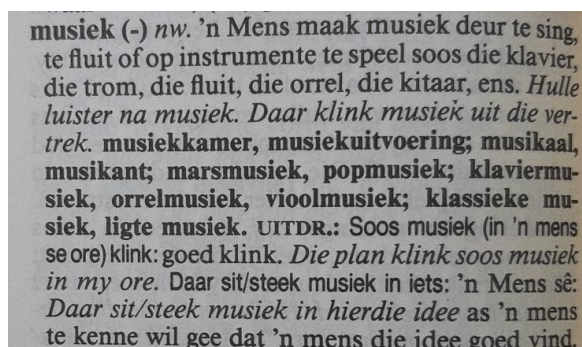 musiek (-) nw. ’n Mens maak musiek deur te sing,
te fluit of op instrumente te speel soos die klavier,
die trom, die fluit, die orrel, die kitaar, ens. Hulle
luister na musiek. Daar klink musiek uit die ver-
trek. musiekkamer, musiekuitvoering; musikaal,
musikant; marsmusiek, popmusiek; klaviermu-
siek, orrelmusiek, vioolmusiek; klassieke mu-
siek, ligte musiek. UITDR.: Soos musiek (in ’n mens
se ore) klink: goed klink. Die plan klink soos musiek
in my ore. Daar sit/steek musiek in iets: ’n Mens sê:
Daar sit/steek musiek in hierdie idee as ’n mens
te kenne wil gee dat ’n mens die idee goed vind.